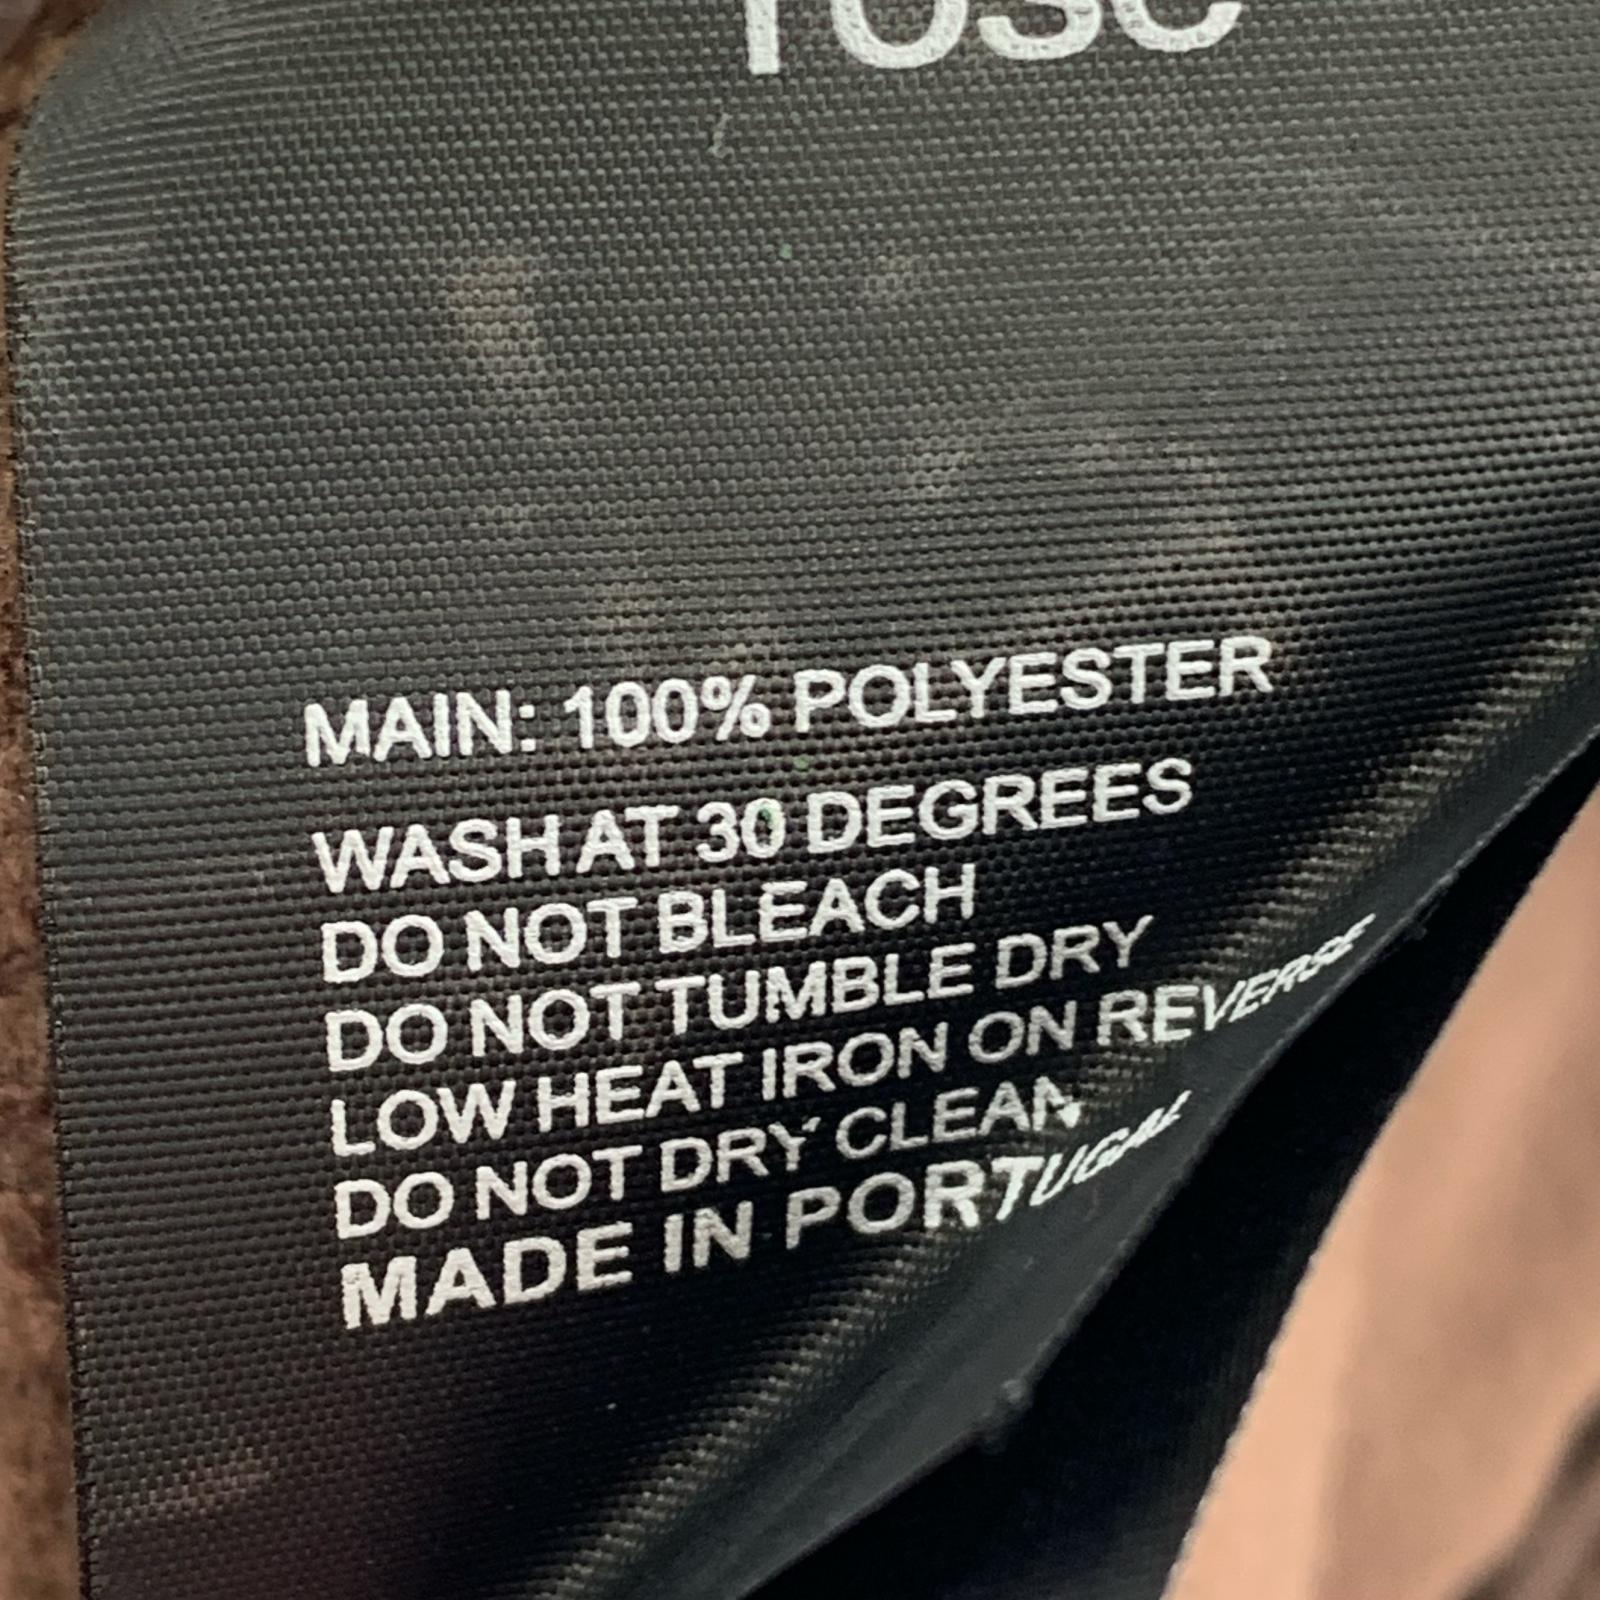 MAIN: 100% POLYESTER
WASH AT 30 DEGREES
DO NOT BLEACH
DO NOT TUMBLE DRY
LOW HEAT IRON ON REVERSE
DO NOT DRY CLEAN
MADE IN PORTUGAL